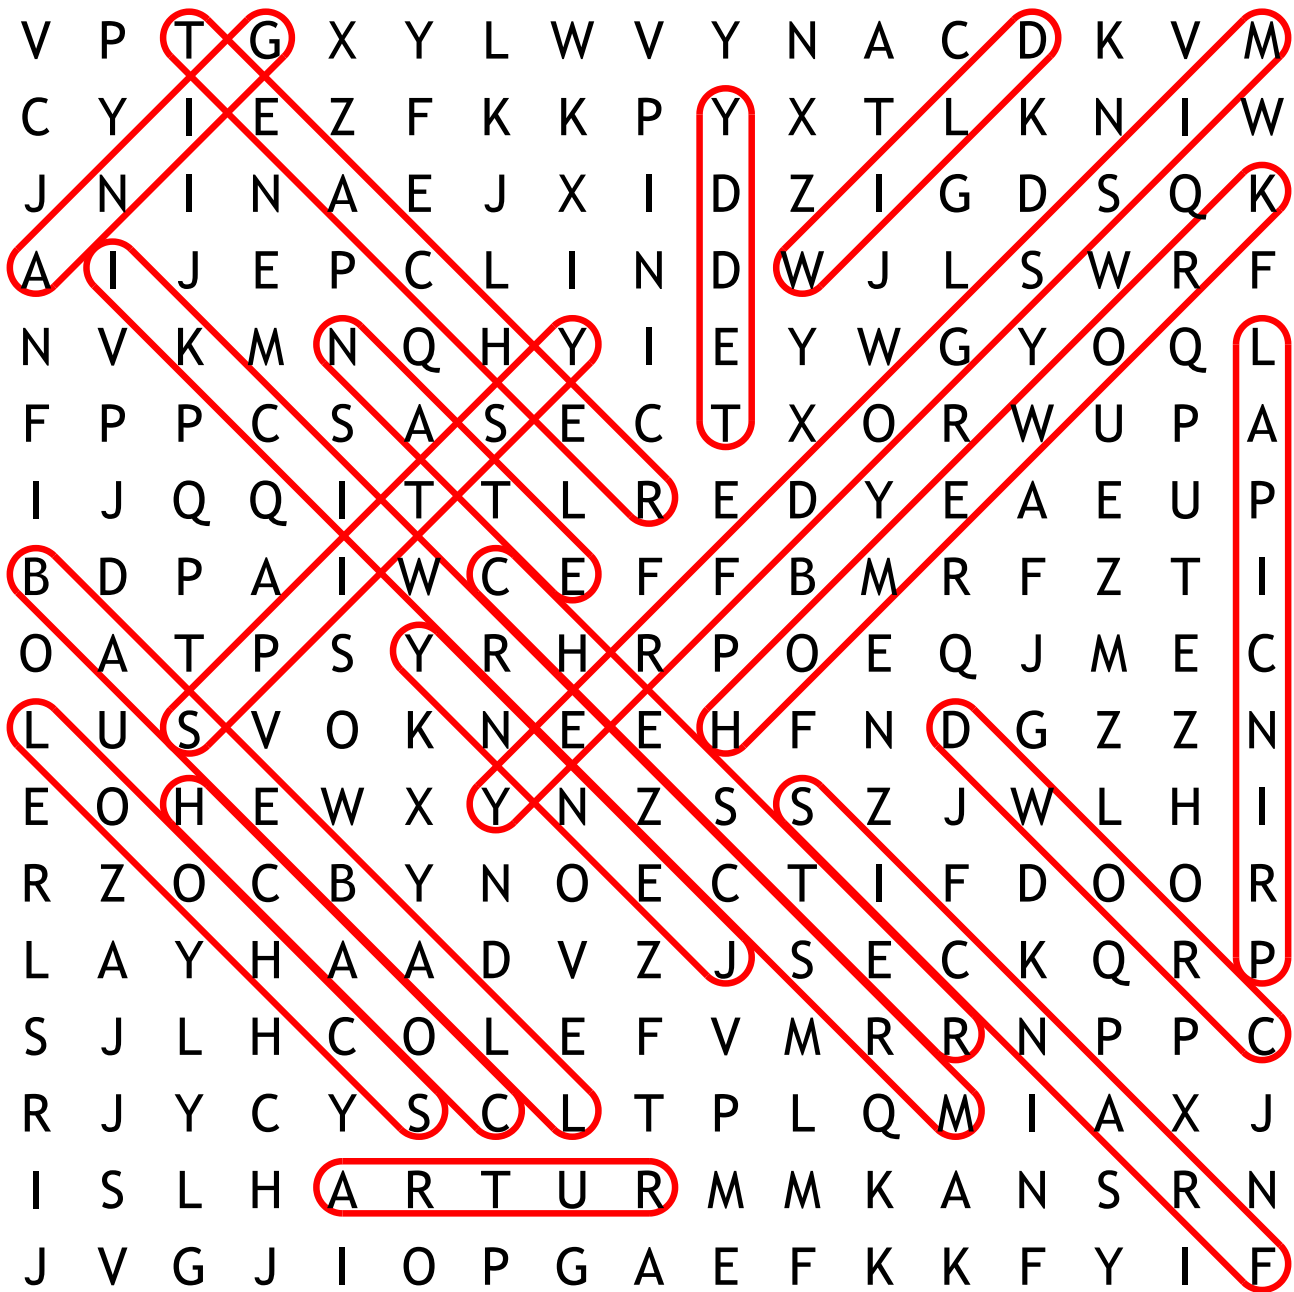 V P T G X Y L W V Y N A C D K V M
C Y I E Z F K K P Y X T L K N I W
J N I N A E J X I D Z I G D S Q K
A I J E P C L I N D W J L S W R F
N V K M N Q H Y I E Y W G Y O Q L
F P P C S A S E C T X O R W U P A
I J Q Q I T T L R E D Y E A E U P
B D P A I W C E F F B M R F Z T I
O A T P S Y R H R P O E Q J M E C
L U S V O K N E E H F N D G Z Z N
E O H E W X Y N Z S S Z J W L H I
R Z O C B Y N O E C T I F D O O R
L A Y H A A D V Z J S E C K Q R P
S J L H C O L E F V M R R N P P C
R J Y C Y S C L T P L Q M I A X J
I S L H A R T U R M M K A N S R N
J V G J I O P G A E F K K F Y I F